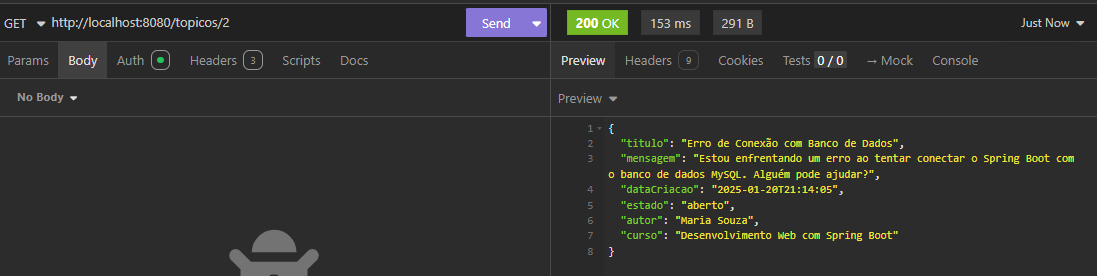 GET http://localhost:8080/topicos/2 Send 200 OK 153 ms 291 B Just Now
Params Body Auth Headers 3 Scripts Docs Preview Headers 9 Cookies Tests 0 / 0 → Mock Console
No Body Preview
1 {
2 "titulo": "Erro de Conexão com Banco de Dados",
3 "mensagem": "Estou enfrentando um erro ao tentar conectar o Spring Boot com
o banco de dados MySQL. Alguém pode ajudar?",
4 "dataCriacao": "2025-01-20T21:14:05",
5 "estado": "aberto",
6 "autor": "Maria Souza",
7 "curso": "Desenvolvimento Web com Spring Boot"
8 }